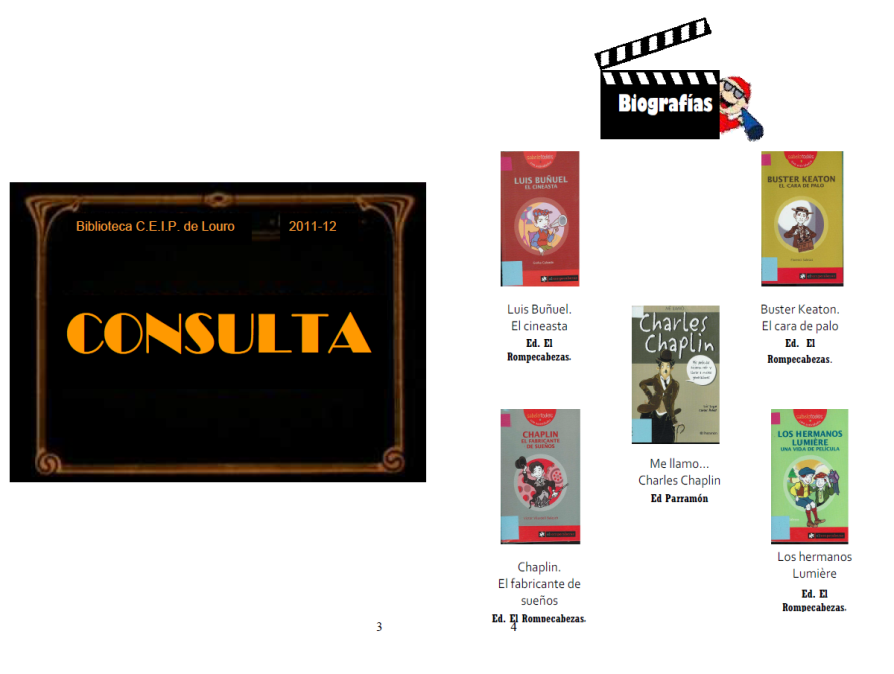 Biblioteca C.E.I.P. de Louro 2011-12
CONSULTA
3
Biografías
LUIS BUÑUEL
EL CINEASTA
Luis Buñuel.
El cineasta
Ed. El
Rompecabezas.
BUSTER KEATON
EL CARA DE PALO
Buster Keaton.
El cara de palo
Ed. El
Rompecabezas.
Charles
Chaplin
Me llamo...
Charles Chaplin
Ed Parramón
CHAPLIN
EL FABRICANTE
DE SUEÑOS
Chaplin.
El fabricante de
sueños
Ed. El Rompecabezas.
LOS HERMANOS
LUMIÈRE
UNA VIDA DE PELÍCULA
Los hermanos
Lumière
Ed. El
Rompecabezas.
4